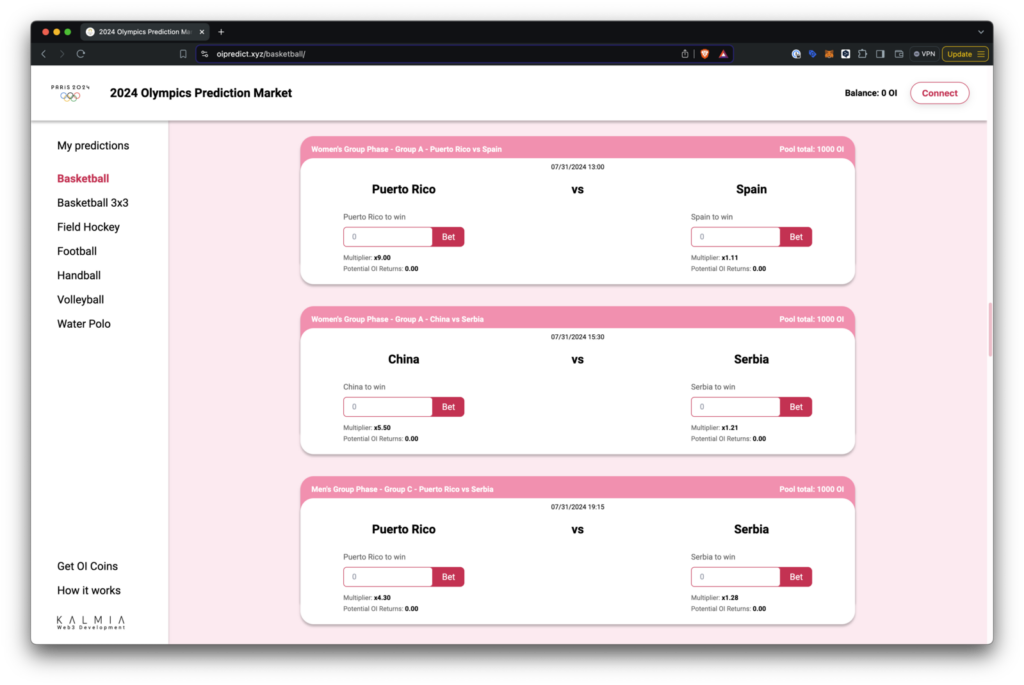 2024 Olympics Prediction Ma
oipredict.xyz/basketball/
VPN
Update
PARIS 2024
2024 Olympics Prediction Market
Balance: 0 OI
Connect
My predictions
Basketball
Basketball 3x3
Field Hockey
Football
Handball
Volleyball
Water Polo
Get OI Coins
How it works
KALMIA
Web3 Development
Women's Group Phase - Group A - Puerto Rico vs Spain Pool total: 1000 OI
07/31/2024 13:00
Puerto Rico vs Spain
Puerto Rico to win Spain to win
0 Bet 0 Bet
Multiplier: x9.00 Multiplier: x1.11
Potential OI Returns: 0.00 Potential OI Returns: 0.00
Women's Group Phase - Group A - China vs Serbia Pool total: 1000 OI
07/31/2024 15:30
China vs Serbia
China to win Serbia to win
0 Bet 0 Bet
Multiplier: x5.50 Multiplier: x1.21
Potential OI Returns: 0.00 Potential OI Returns: 0.00
Men's Group Phase - Group C - Puerto Rico vs Serbia Pool total: 1000 OI
07/31/2024 19:15
Puerto Rico vs Serbia
Puerto Rico to win Serbia to win
0 Bet 0 Bet
Multiplier: x4.30 Multiplier: x1.28
Potential OI Returns: 0.00 Potential OI Returns: 0.00